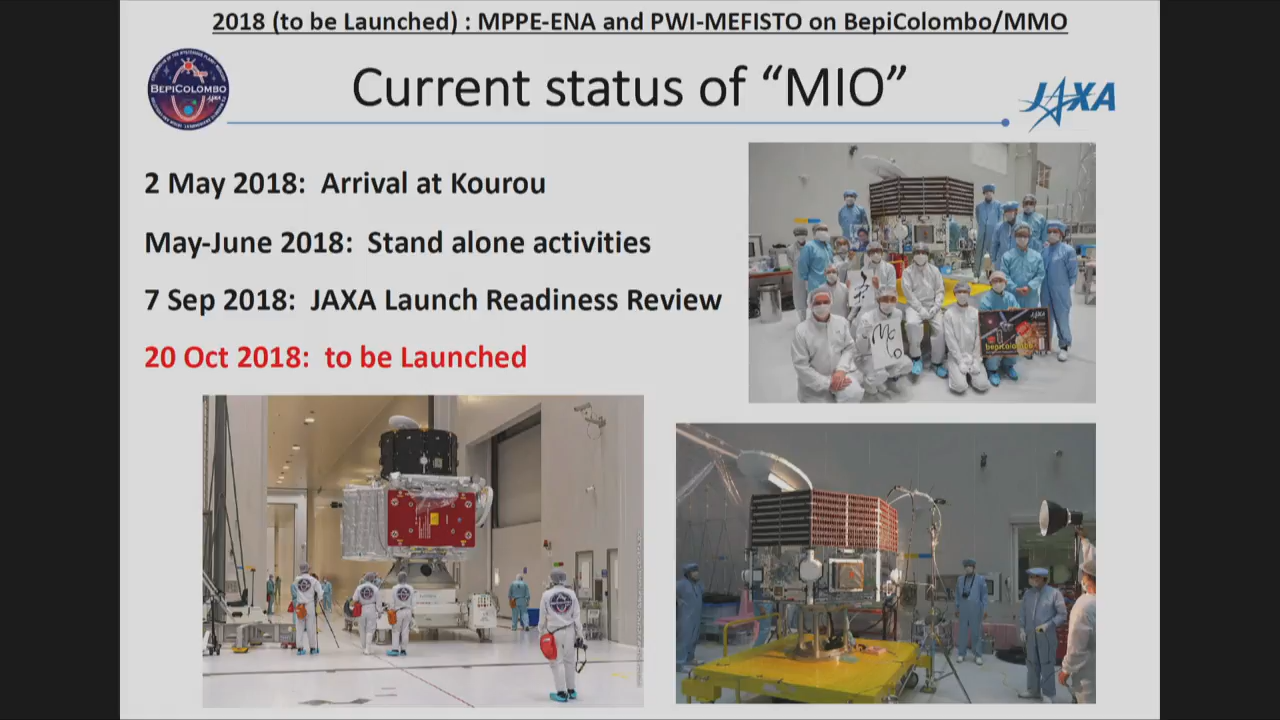 2018 (to be Launched) : MPPE-ENA and PWI-MEFISTO on BepiColombo/MMO
BEPICOLOMBO
Current status of “MIO”
JAXA
2 May 2018: Arrival at Kourou
May-June 2018: Stand alone activities
7 Sep 2018: JAXA Launch Readiness Review
20 Oct 2018: to be Launched
JAXA
bepicolombo